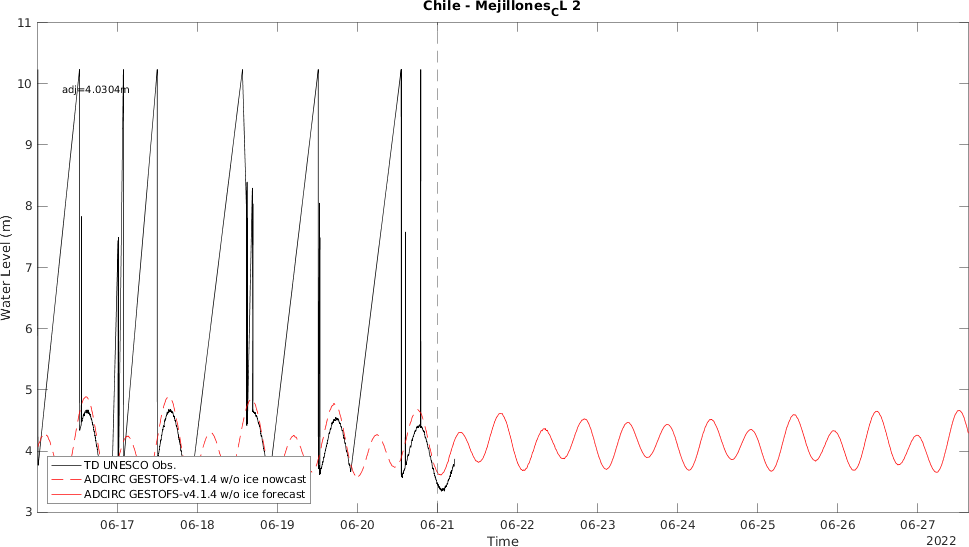 Chile - Mejillones_CL 2
11
10
9
8
7
6
5
4
3
Water Level (m)
adj=4.0304m
TD UNESCO Obs.
ADCIRC GESTOFS-v4.1.4 w/o ice nowcast
ADCIRC GESTOFS-v4.1.4 w/o ice forecast
06-17 06-18 06-19 06-20 06-21 06-22 06-23 06-24 06-25 06-26 06-27
Time
2022